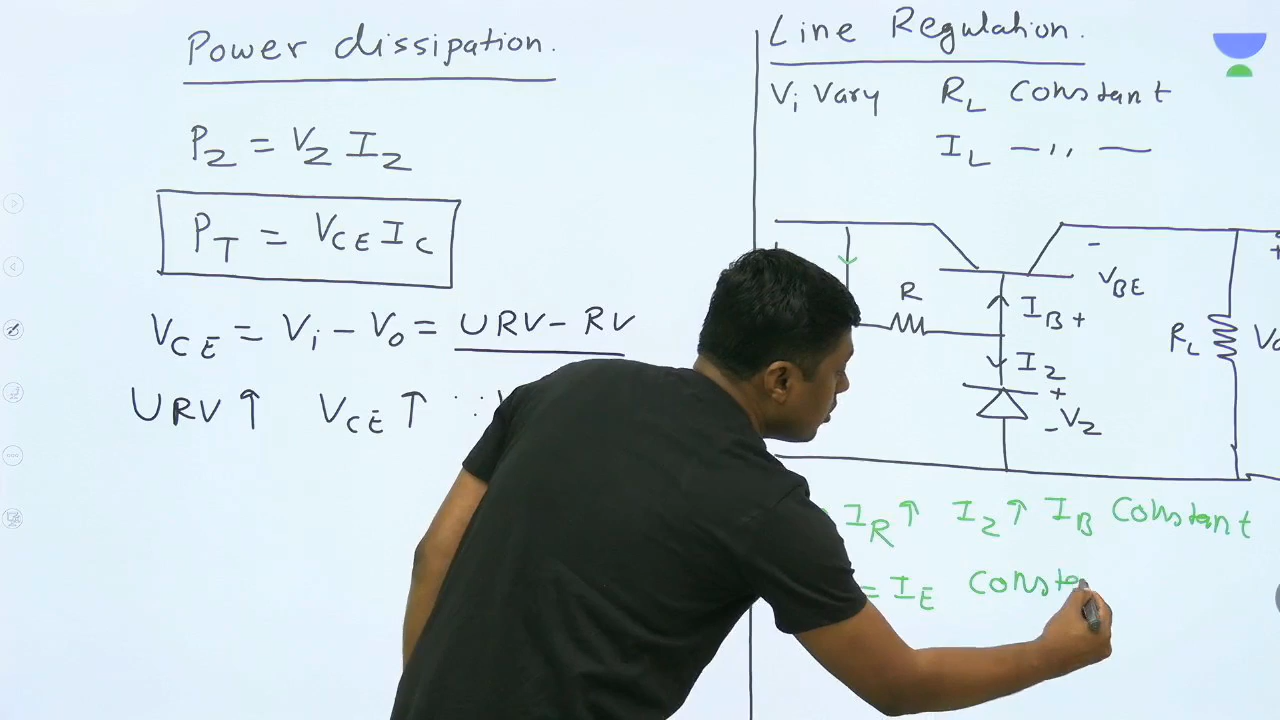 Power dissipation.
P_Z = V_Z I_Z
P_T = V_CE I_C
V_CE = V_i - V_o = URV - RV
URV ↑ V_CE ↑ ∵
Line Regulation.
V_i Vary R_L Constant
I_L —〃—
R
I_B +
-
V_BE
+
R_L
I_Z
+
- V_Z
I_R ↑ I_Z ↑ I_B Constant
= I_E